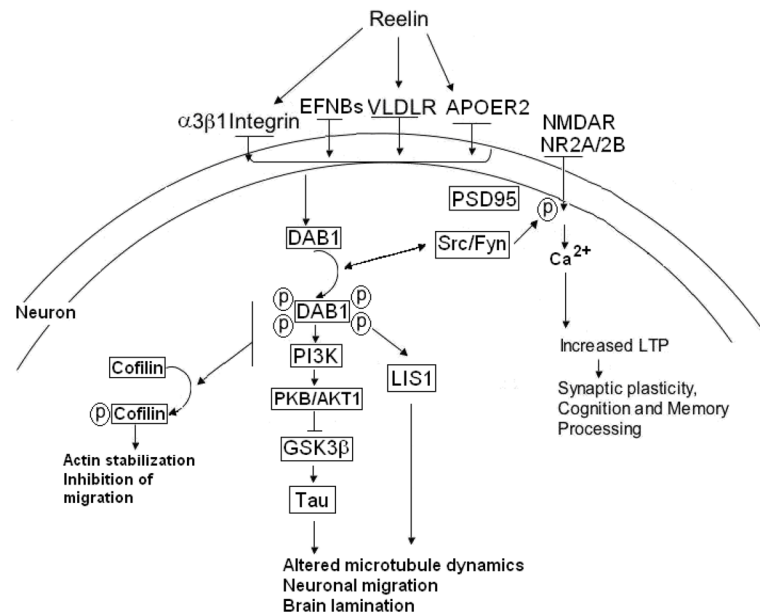 Reelin
α3β1Integrin
EFNBs
VLDLR
APOER2
NMDAR
NR2A/2B
PSD95
P
DAB1
Src/Fyn
Ca2+
Neuron
P
P
DAB1
P
P
Cofilin
PI3K
LIS1
Increased LTP
PKB/AKT1
P
Cofilin
Synaptic plasticity,
Cognition and Memory
Processing
GSK3β
Actin stabilization
Inhibition of
migration
Tau
Altered microtubule dynamics
Neuronal migration
Brain lamination